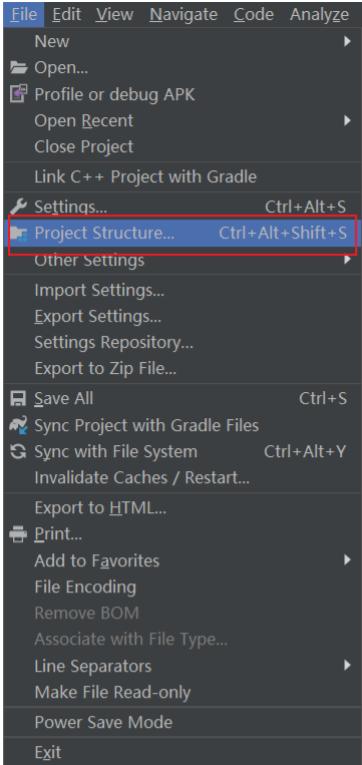 File Edit View Navigate Code Analyze
New
Open...
Profile or debug APK
Open Recent
Close Project
Link C++ Project with Gradle
Settings... Ctrl+Alt+S
Project Structure... Ctrl+Alt+Shift+S
Other Settings
Import Settings...
Export Settings...
Settings Repository...
Export to Zip File...
Save All Ctrl+S
Sync Project with Gradle Files
Sync with File System Ctrl+Alt+Y
Invalidate Caches / Restart...
Export to HTML...
Print...
Add to Favorites
File Encoding
Remove BOM
Associate with File Type...
Line Separators
Make File Read-only
Power Save Mode
Exit